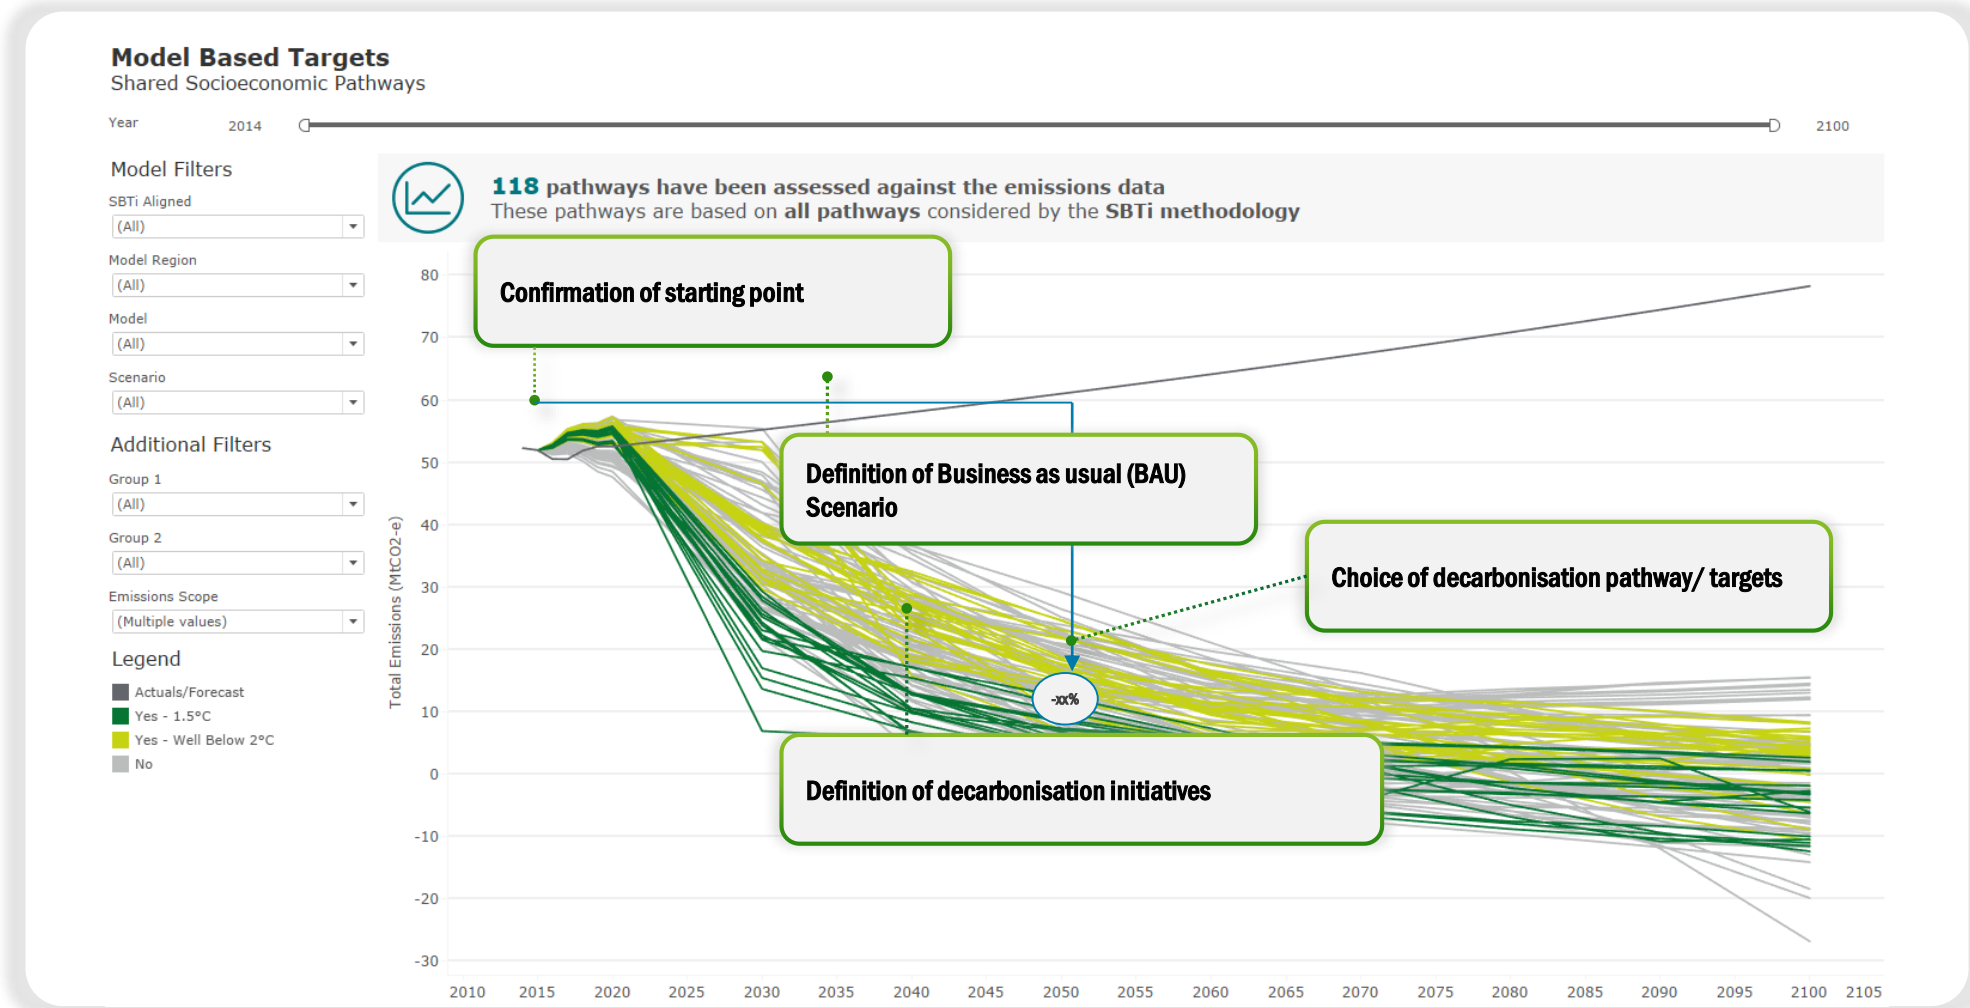 Model Based Targets
Shared Socioeconomic Pathways
Year
2014
2100
Model Filters
SBTi Aligned
(All)
Model Region
(All)
Model
(All)
Scenario
(All)
Additional Filters
Group 1
(All)
Group 2
(All)
Emissions Scope
(Multiple values)
Legend
Actuals/Forecast
Yes - 1.5°C
Yes - Well Below 2°C
No
118 pathways have been assessed against the emissions data
These pathways are based on all pathways considered by the SBTi methodology
Confirmation of starting point
Definition of Business as usual (BAU)
Scenario
Choice of decarbonisation pathway/ targets
-xx%
Definition of decarbonisation initiatives
Total Emissions (MtCO2-e)
80
70
60
50
40
30
20
10
0
-10
-20
-30
2010 2015 2020 2025 2030 2035 2040 2045 2050 2055 2060 2065 2070 2075 2080 2085 2090 2095 2100 2105